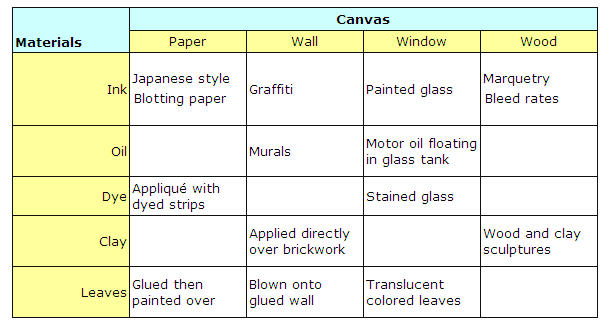 Canvas
Materials
Paper Wall Window Wood
Ink
Japanese style
Blotting paper
Graffiti
Painted glass
Marquetry
Bleed rates
Oil
Murals
Motor oil floating
in glass tank
Dye
Appliqué with
dyed strips
Stained glass
Clay
Applied directly
over brickwork
Wood and clay
sculptures
Leaves
Glued then
painted over
Blown onto
glued wall
Translucent
colored leaves